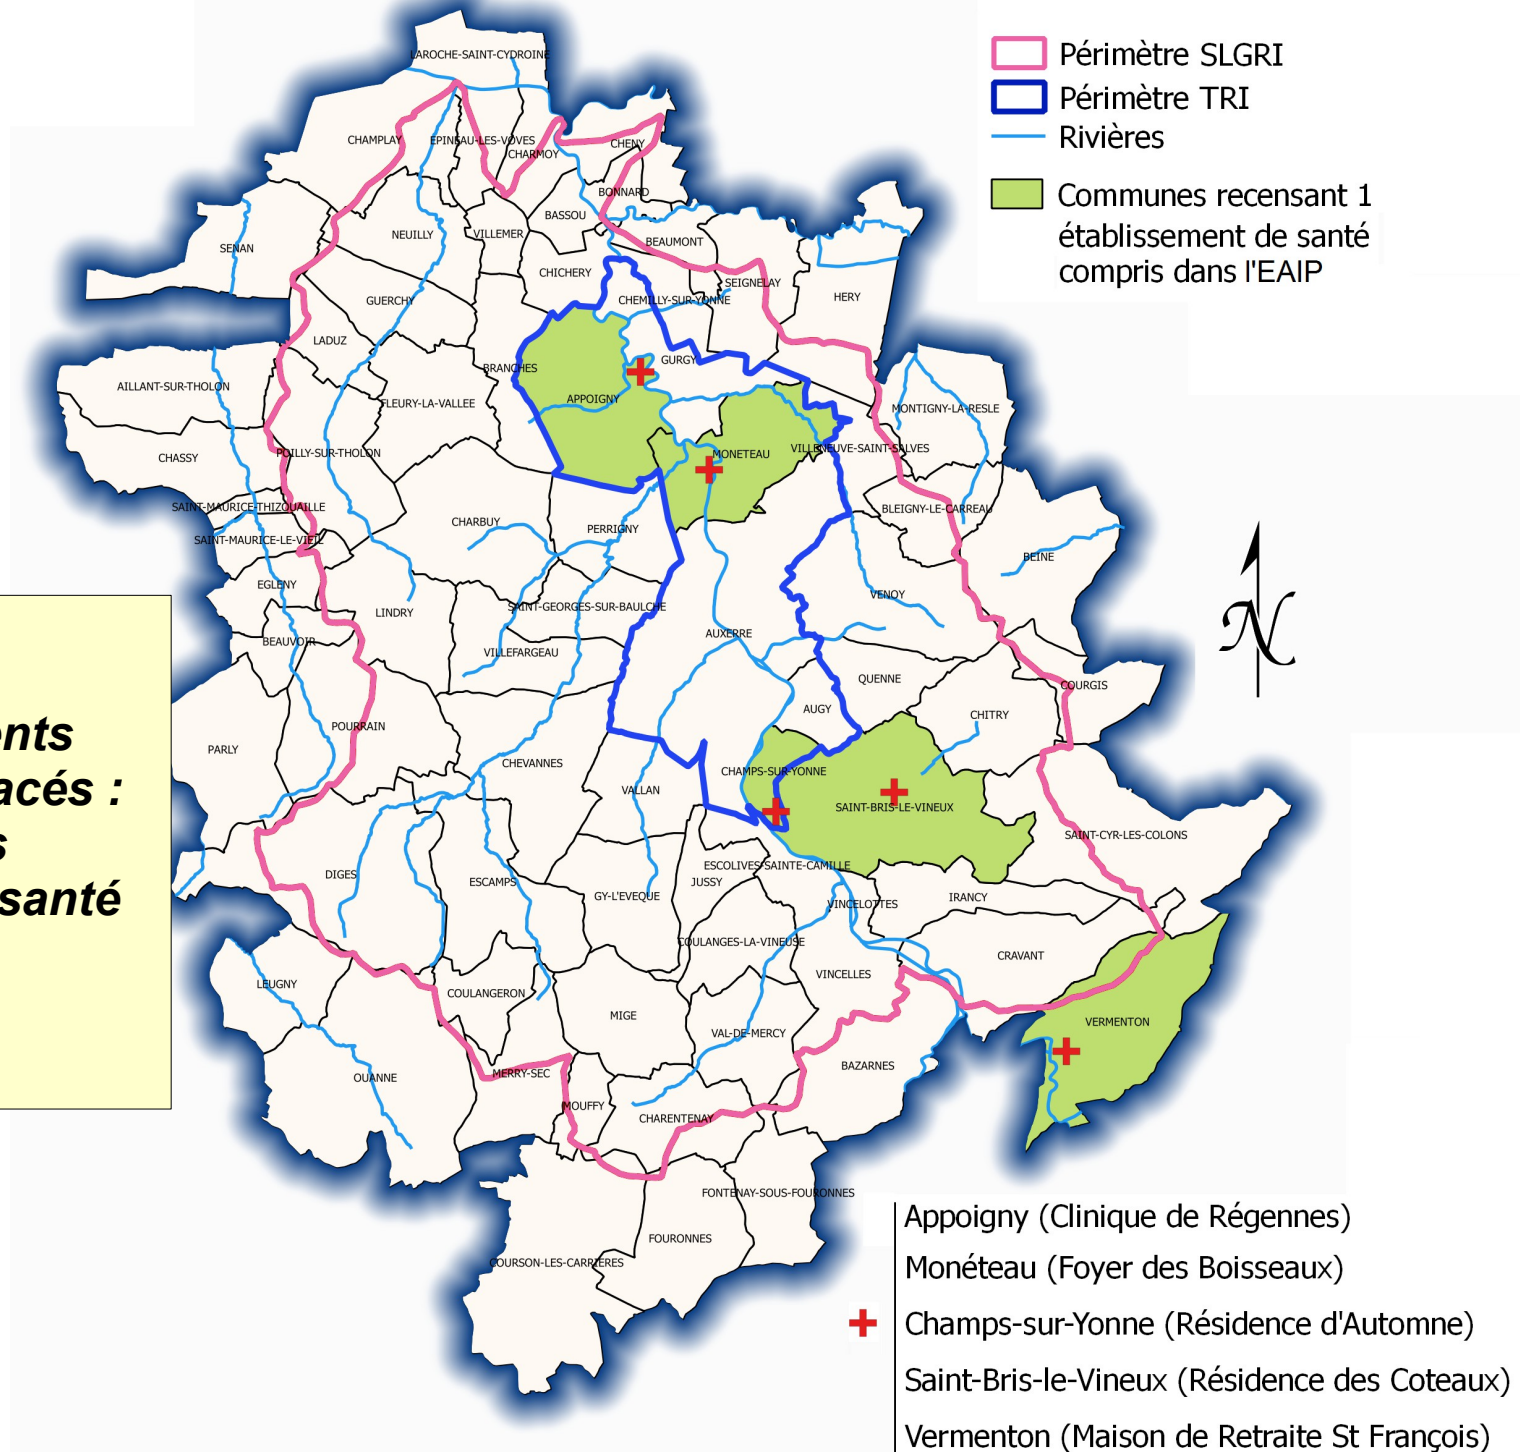 Périmètre SLGRI
Périmètre TRI
Rivières
Communes recensant 1
établissement de santé
compris dans l'EAIP
LAROCHE-SAINT-CYDROINE
CHAMPLAY
EPINEAU-LES-VOVES
CHARMOY
CHENY
BONNARD
BASSOU
SENAN
NEUILLY
VILLEMER
BEAUMONT
CHICHERY
SEIGNELAY
GUERCHY
CHEMILLY-SUR-YONNE
HERY
LADUZ
BRANCHES
GURGY
AILLANT-SUR-THOLON
FLEURY-LA-VALLEE
APPOIGNY
MONTIGNY-LA-RESLE
CHASSY
POILLY-SUR-THOLON
MONETEAU
VILLENEUVE-SAINT-SALVES
SAINT-MAURICE-THIZOUAILLE
BLEIGNY-LE-CARREAU
CHARBUY
PERRIGNY
SAINT-MAURICE-LE-VIEIL
BEINE
EGLENY
VENOY
LINDRY
SAINT-GEORGES-SUR-BAULCHE
AUXERRE
BEAUVOIR
VILLEFARGEAU
QUENNE
COURGIS
AUGY
CHITRY
POURRAIN
PARLY
CHEVANNES
CHAMPS-SUR-YONNE
VALLAN
SAINT-BRIS-LE-VINEUX
SAINT-CYR-LES-COLONS
ents
acés :
s
santé
DIGES
ESCAMPS
ESCOLIVES-SAINTE-CAMILLE
JUSSY
GY-L'EVEQUE
IRANCY
VINCELOTTES
COULANGES-LA-VINEUSE
CRAVANT
VINCELLES
LEUGNY
COULANGERON
MIGE
VERMENTON
VAL-DE-MERCY
BAZARNES
OUANNE
MERRY-SEC
MOUFFY
CHARENTENAY
FONTENAY-SOUS-FOURONNES
FOURONNES
COURSON-LES-CARRIERES
N
Appoigny (Clinique de Régennes)
Monéteau (Foyer des Boisseaux)
Champs-sur-Yonne (Résidence d'Automne)
Saint-Bris-le-Vineux (Résidence des Coteaux)
Vermenton (Maison de Retraite St François)